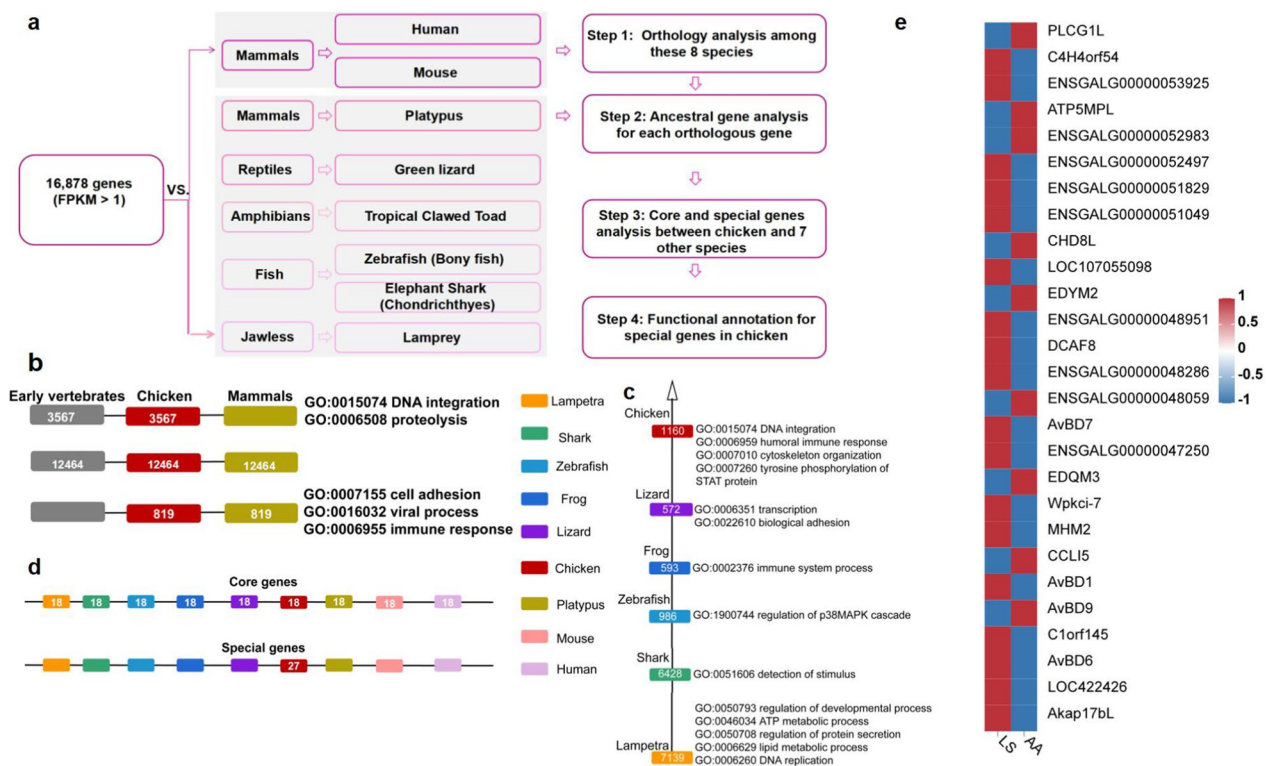 a
16,878 genes
(FPKM > 1)
VS.
Mammals
Human
Mouse
Mammals
Platypus
Reptiles
Green lizard
Amphibians
Tropical Clawed Toad
Fish
Zebrafish (Bony fish)
Elephant Shark
(Chondrichthyes)
Jawless
Lamprey
Step 1: Orthology analysis among
these 8 species
Step 2: Ancestral gene analysis
for each orthologous gene
Step 3: Core and special genes
analysis between chicken and 7
other species
Step 4: Functional annotation for
special genes in chicken
b
Early vertebrates Chicken Mammals
3567 3567
GO:0015074 DNA integration
GO:0006508 proteolysis
12464 12464 12464
819 819
GO:0007155 cell adhesion
GO:0016032 viral process
GO:0006955 immune response
d
Core genes
18 18 18 18 18 18 18 18 18
Special genes
27
Lampetra
Shark
Zebrafish
Frog
Lizard
Chicken
Platypus
Mouse
Human
c
Chicken
1160
GO:0015074 DNA integration
GO:0006959 humoral immune response
GO:0007010 cytoskeleton organization
GO:0007260 tyrosine phosphorylation of
STAT protein
Lizard
572
GO:0006351 transcription
GO:0022610 biological adhesion
Frog
593
GO:0002376 immune system process
Zebrafish
986
GO:1900744 regulation of p38MAPK cascade
Shark
6428
GO:0051606 detection of stimulus
GO:0050793 regulation of developmental process
GO:0046034 ATP metabolic process
GO:0050708 regulation of protein secretion
GO:0006629 lipid metabolic process
GO:0006260 DNA replication
Lampetra
7139
e
PLCG1L
C4H4orf54
ENSGALG00000053925
ATP5MPL
ENSGALG00000052983
ENSGALG00000052497
ENSGALG00000051829
ENSGALG00000051049
CHD8L
LOC107055098
EDYM2
ENSGALG00000048951
DCAF8
ENSGALG00000048286
ENSGALG00000048059
AvBD7
ENSGALG00000047250
EDQM3
Wpkci-7
MHM2
CCLI5
AvBD1
AvBD9
C1orf145
AvBD6
LOC422426
Akap17bL
LS
AA
1
0.5
0
-0.5
-1